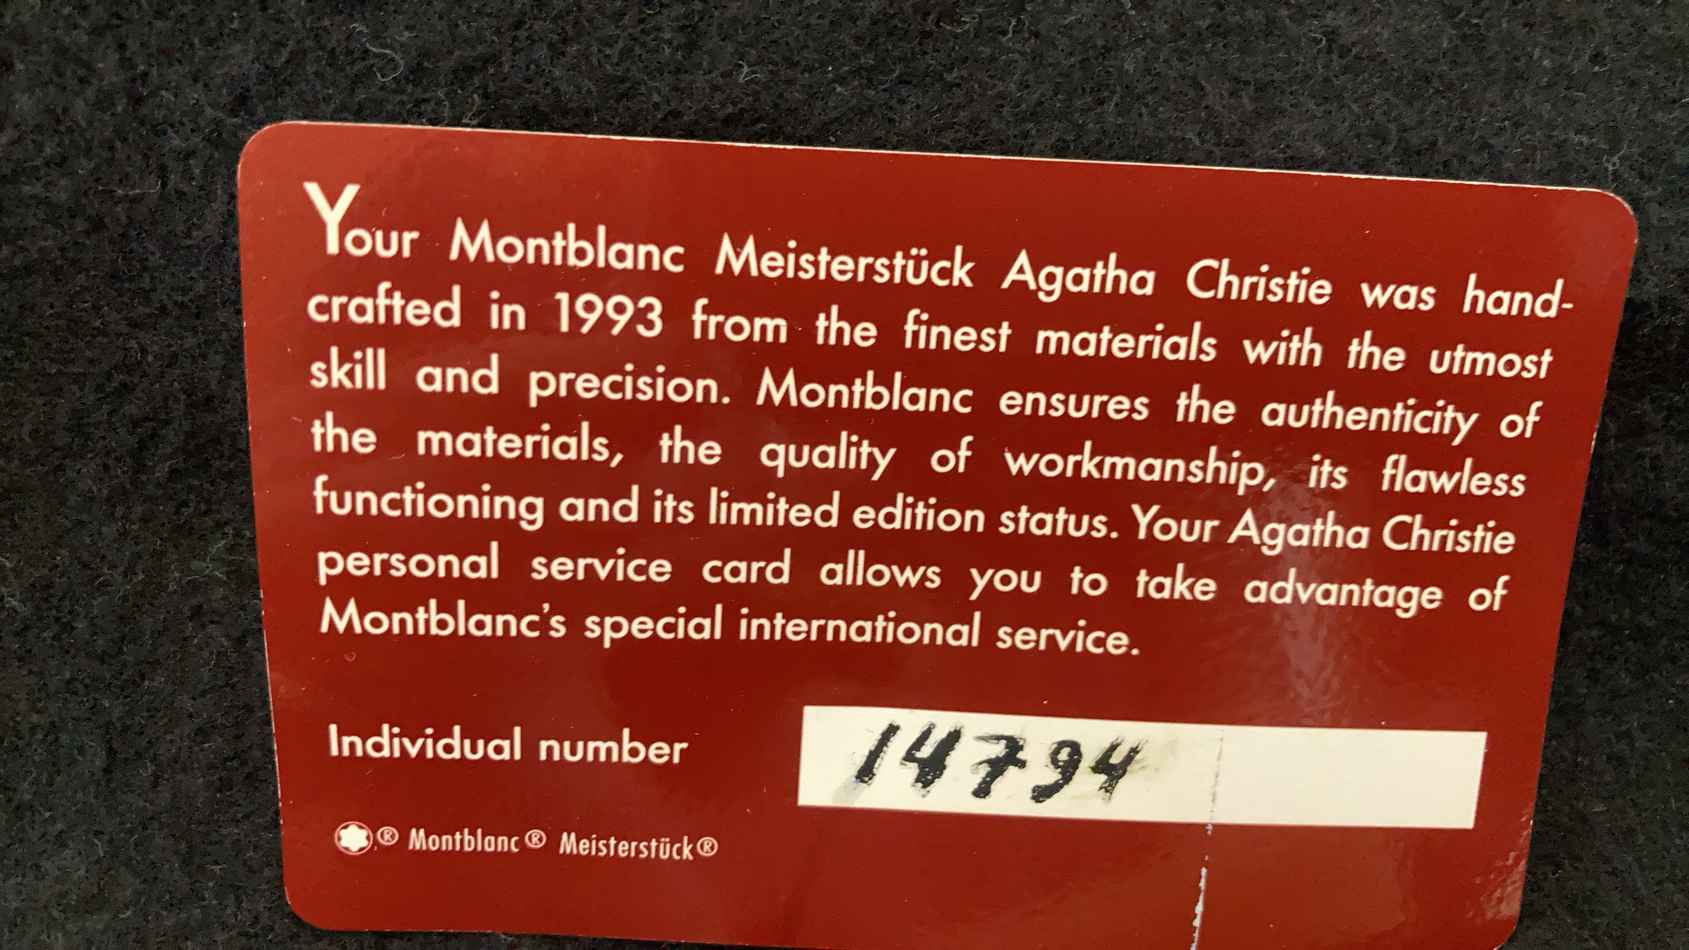 Your Montblanc Meisterstück Agatha Christie was hand-
crafted in 1993 from the finest materials with the utmost
skill and precision. Montblanc ensures the authenticity of
the materials, the quality of workmanship, its flawless
functioning and its limited edition status. Your Agatha Christie
personal service card allows you to take advantage of
Montblanc's special international service.
Individual number 14794
® Montblanc® Meisterstück®